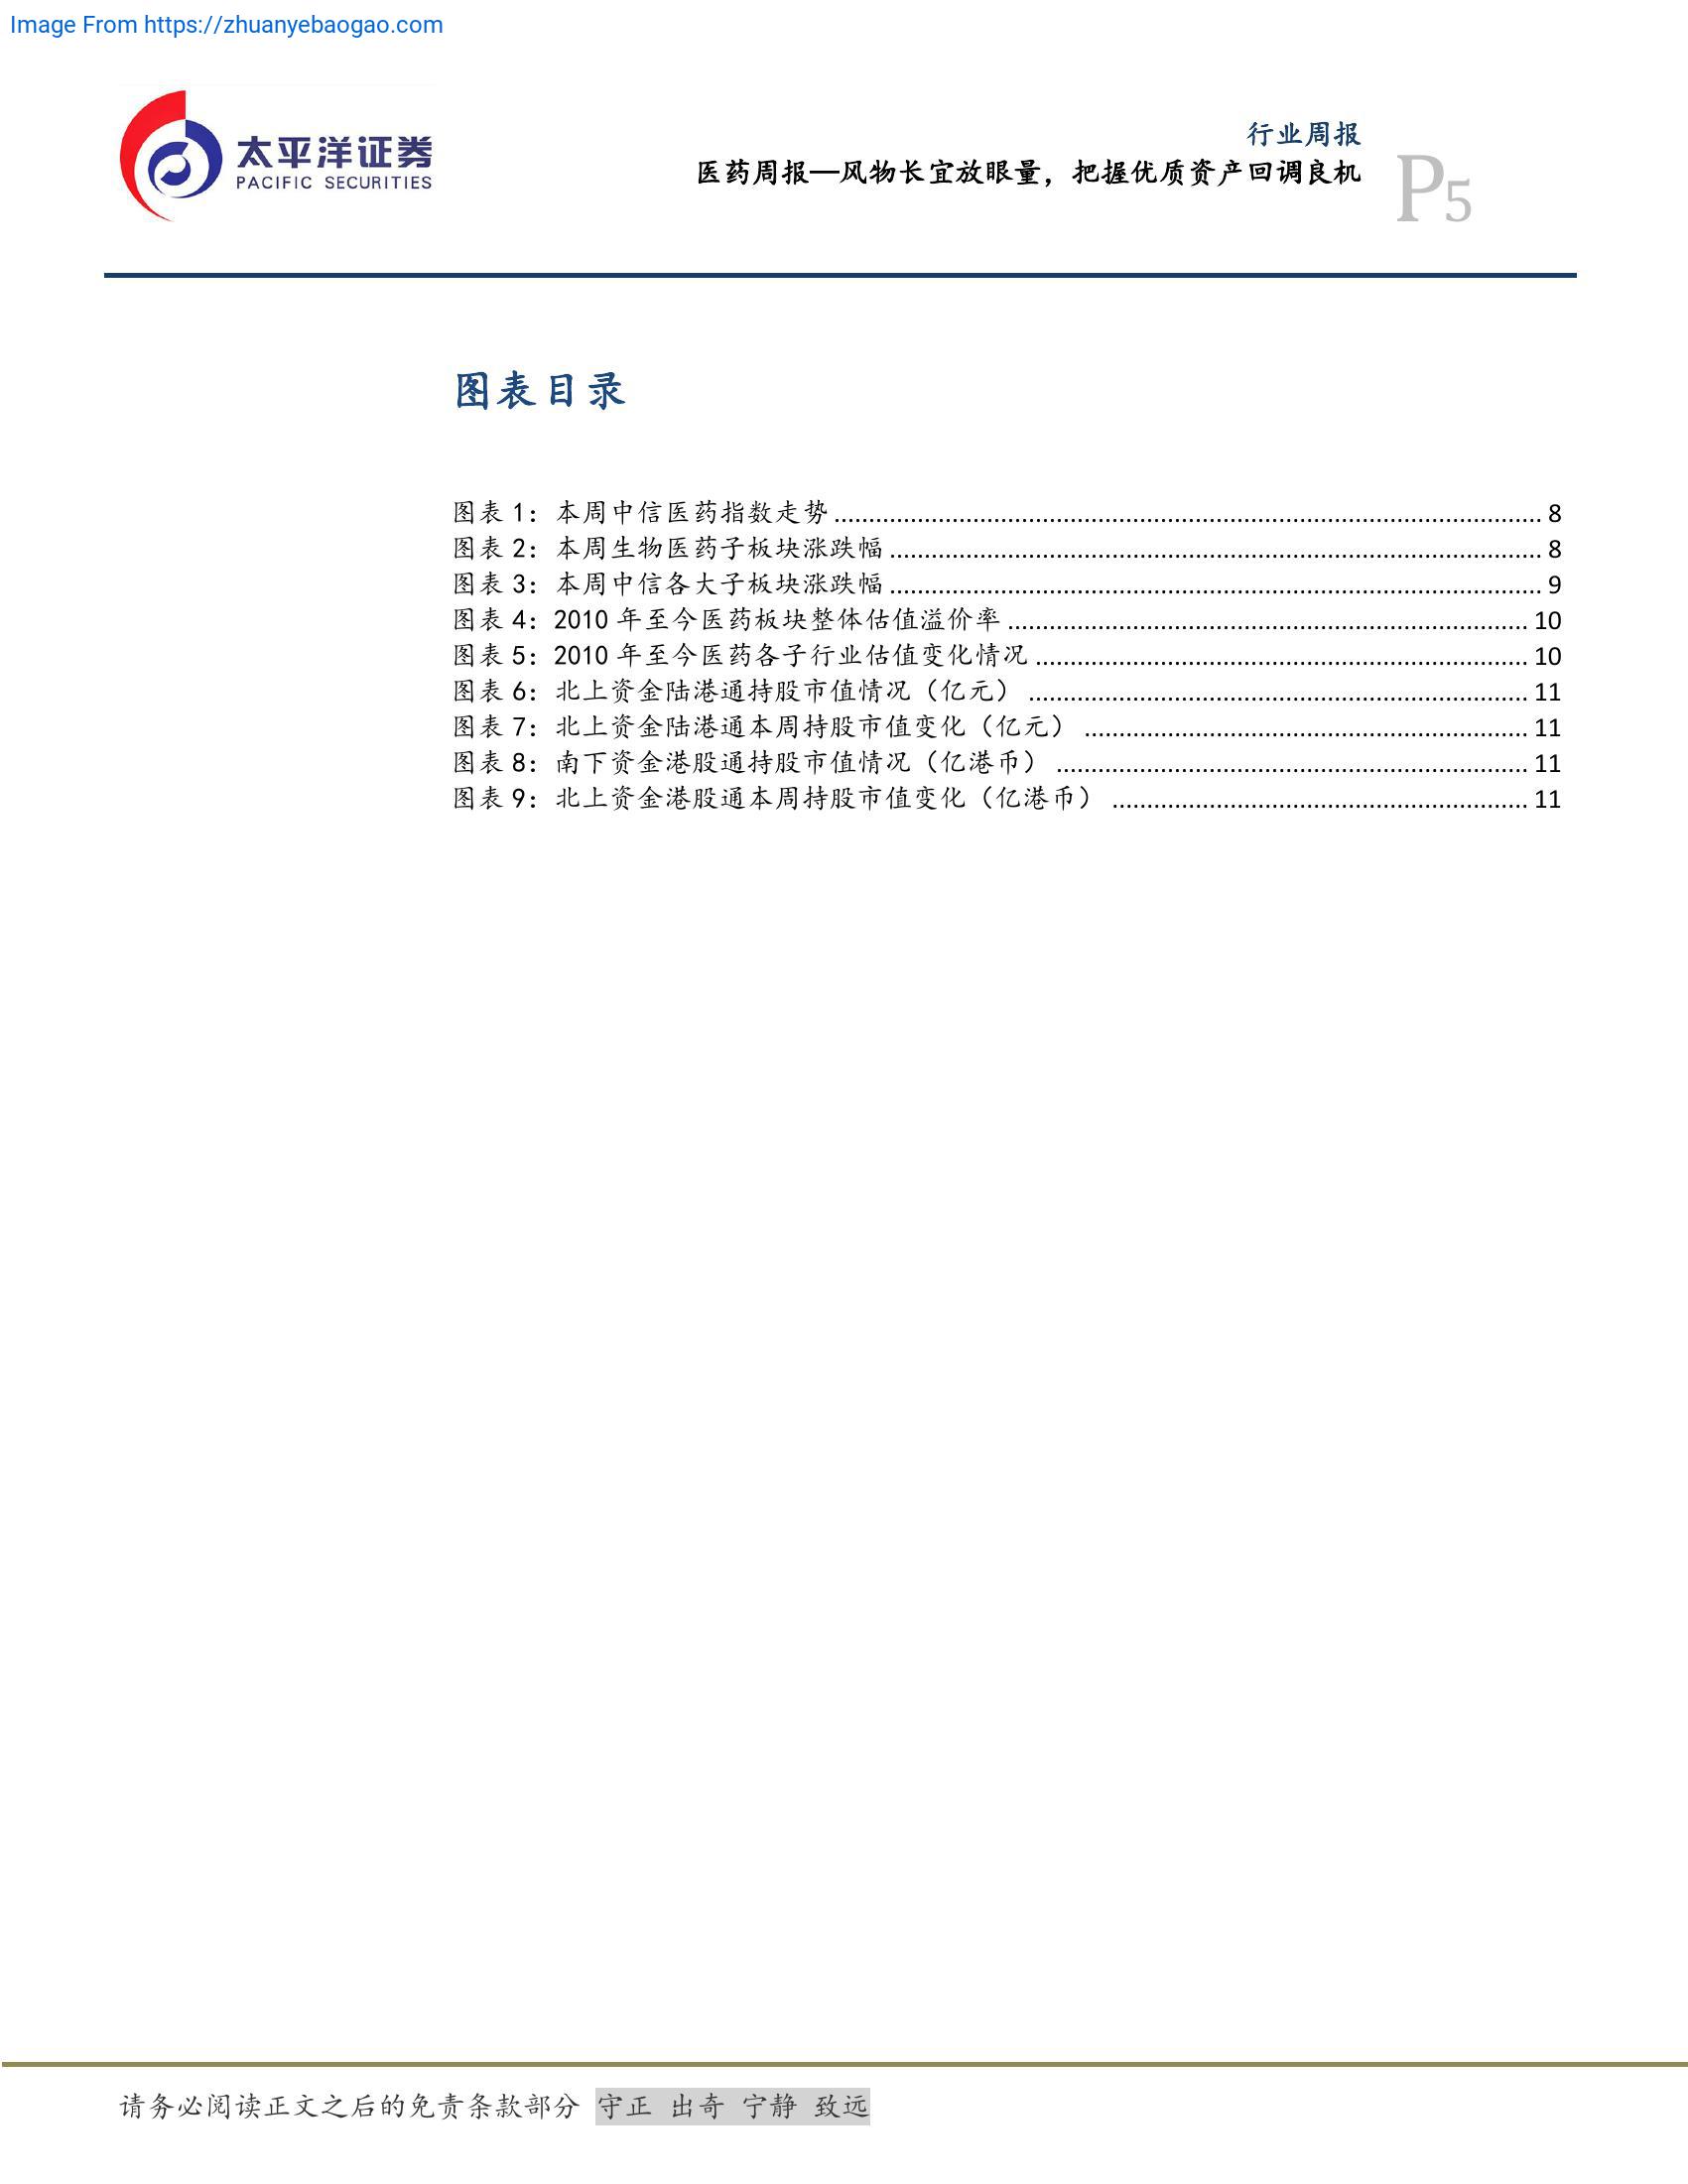 Image From https://zhuanyebaogao.com
太平洋证券
PACIFIC SECURITIES
行业周报
医药周报—风物长宜放眼量，把握优质资产回调良机
P5
图表目录
图表 1：本周中信医药指数走势 8
图表 2：本周生物医药子板块涨跌幅 8
图表 3：本周中信各大子板块涨跌幅 9
图表 4：2010 年至今医药板块整体估值溢价率 10
图表 5：2010 年至今医药各子行业估值变化情况 10
图表 6：北上资金陆港通持股市值情况（亿元） 11
图表 7：北上资金陆港通本周持股市值变化（亿元） 11
图表 8：南下资金港股通持股市值情况（亿港币） 11
图表 9：北上资金港股通本周持股市值变化（亿港币） 11
请务必阅读正文之后的免责条款部分 守正 出奇 宁静 致远